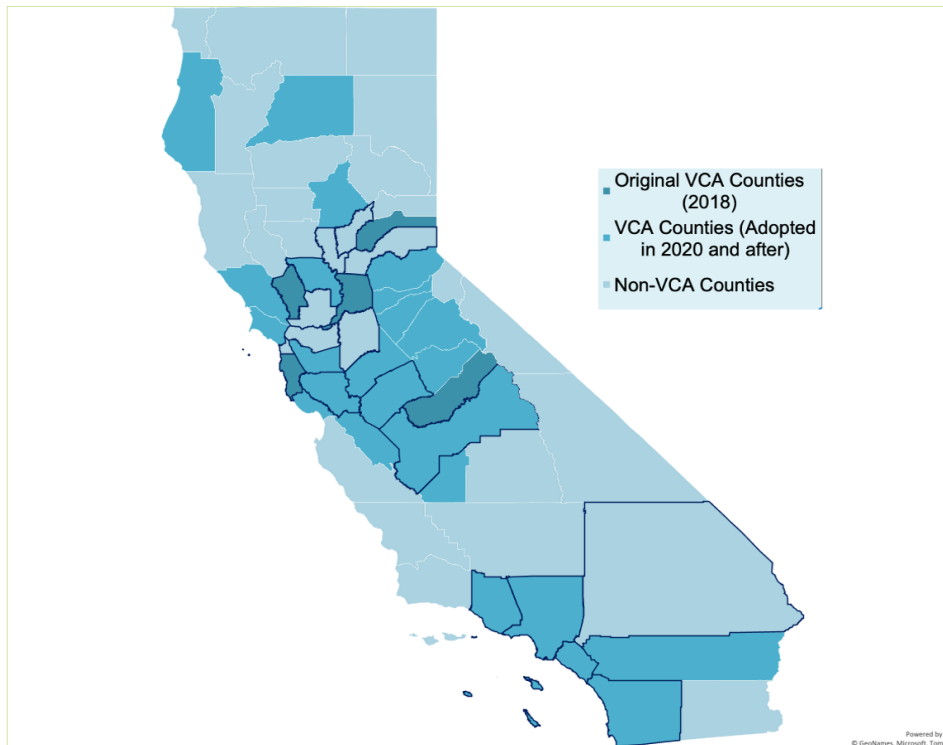 Original VCA Counties
(2018)
VCA Counties (Adopted
in 2020 and after)
Non-VCA Counties
Powered by
© GeoNames, Microsoft, Tom